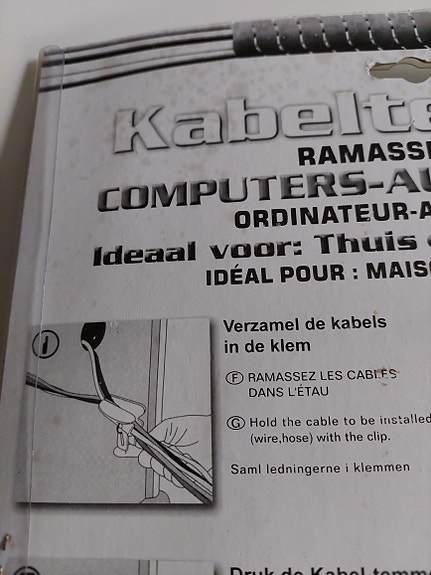 Kabelte
RAMASSE
COMPUTERS-AU
ORDINATEUR-A
Ideaal voor: Thuis
IDÉAL POUR : MAISO
1
Verzamel de kabels
in de klem
F RAMASSEZ LES CABLES
DANS L'ÉTAU
G Hold the cable to be installed
(wire,hose) with the clip.
Saml ledningerne i klemmen
Druk de Kabel